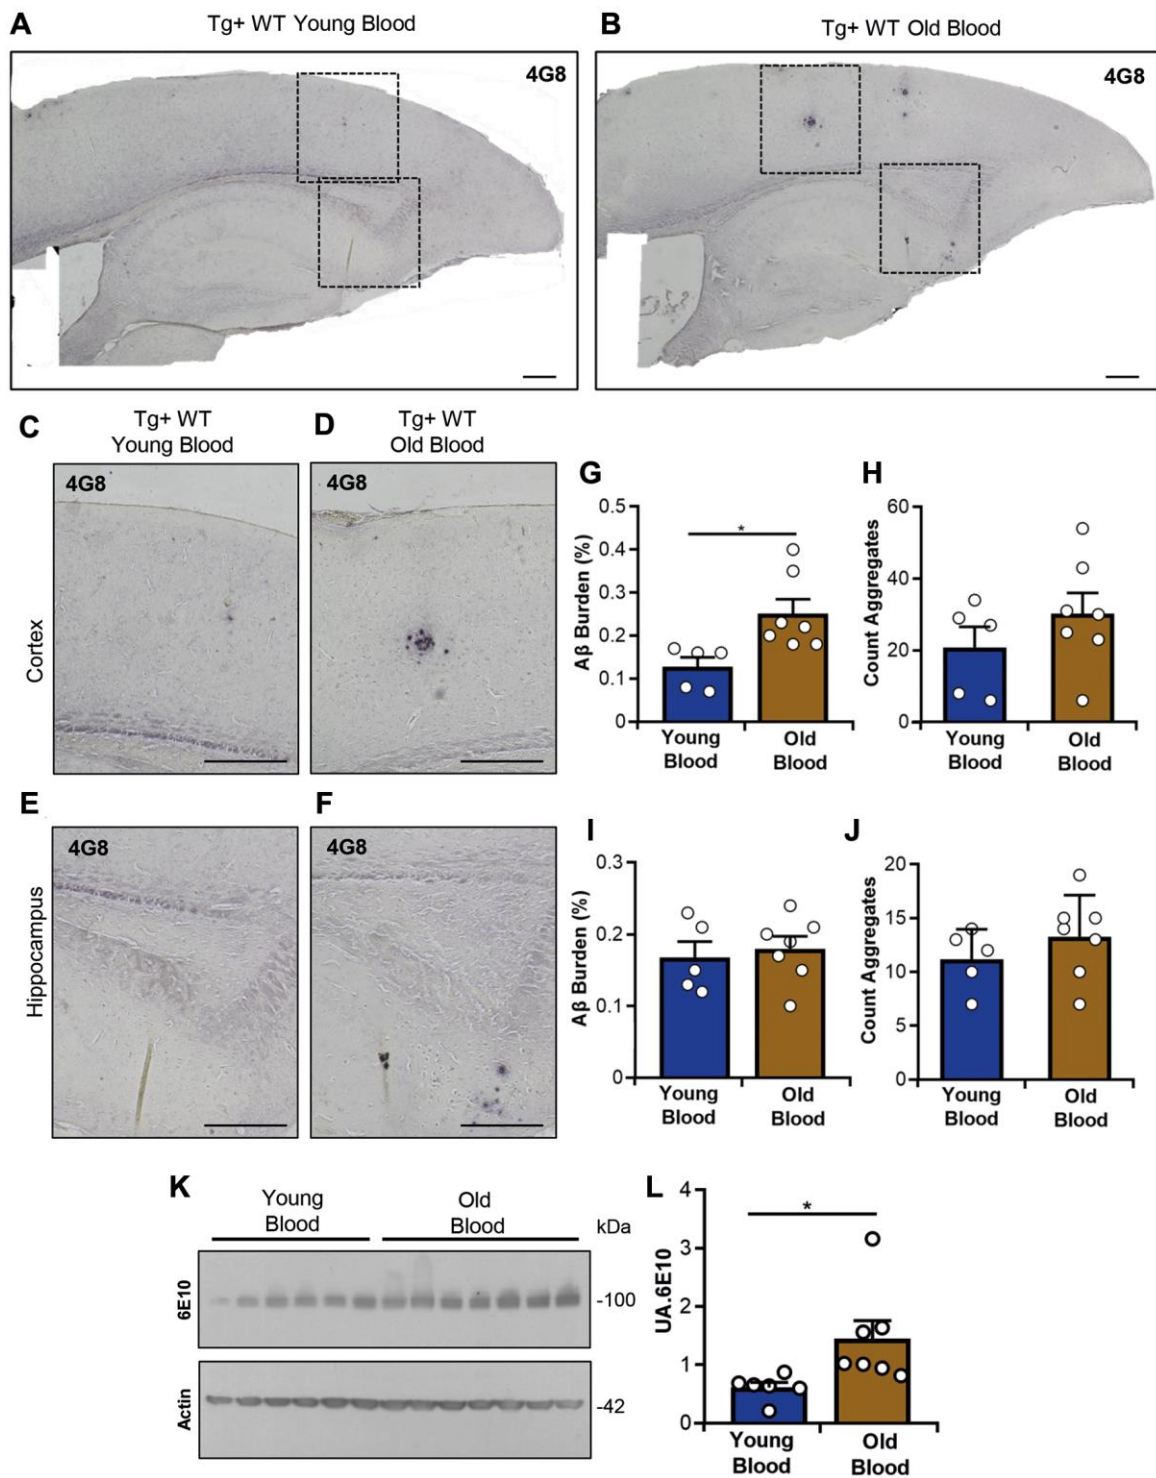 A
Tg+ WT Young Blood
4G8
B
Tg+ WT Old Blood
4G8
C
Tg+ WT
Young Blood
D
Tg+ WT
Old Blood
Cortex
4G8
4G8
G
0.5
0.4
0.3
0.2
0.1
0
Aβ Burden (%)
*
Young
Blood
Old
Blood
H
60
40
20
0
Count Aggregates
Young
Blood
Old
Blood
E
F
Hippocampus
4G8
4G8
I
0.3
0.2
0.1
0
Aβ Burden (%)
Young
Blood
Old
Blood
J
20
15
10
5
0
Count Aggregates
Young
Blood
Old
Blood
K
Young
Blood
Old
Blood
kDa
6E10
-100
Actin
-42
L
4
3
2
1
0
UA.6E10
*
Young
Blood
Old
Blood